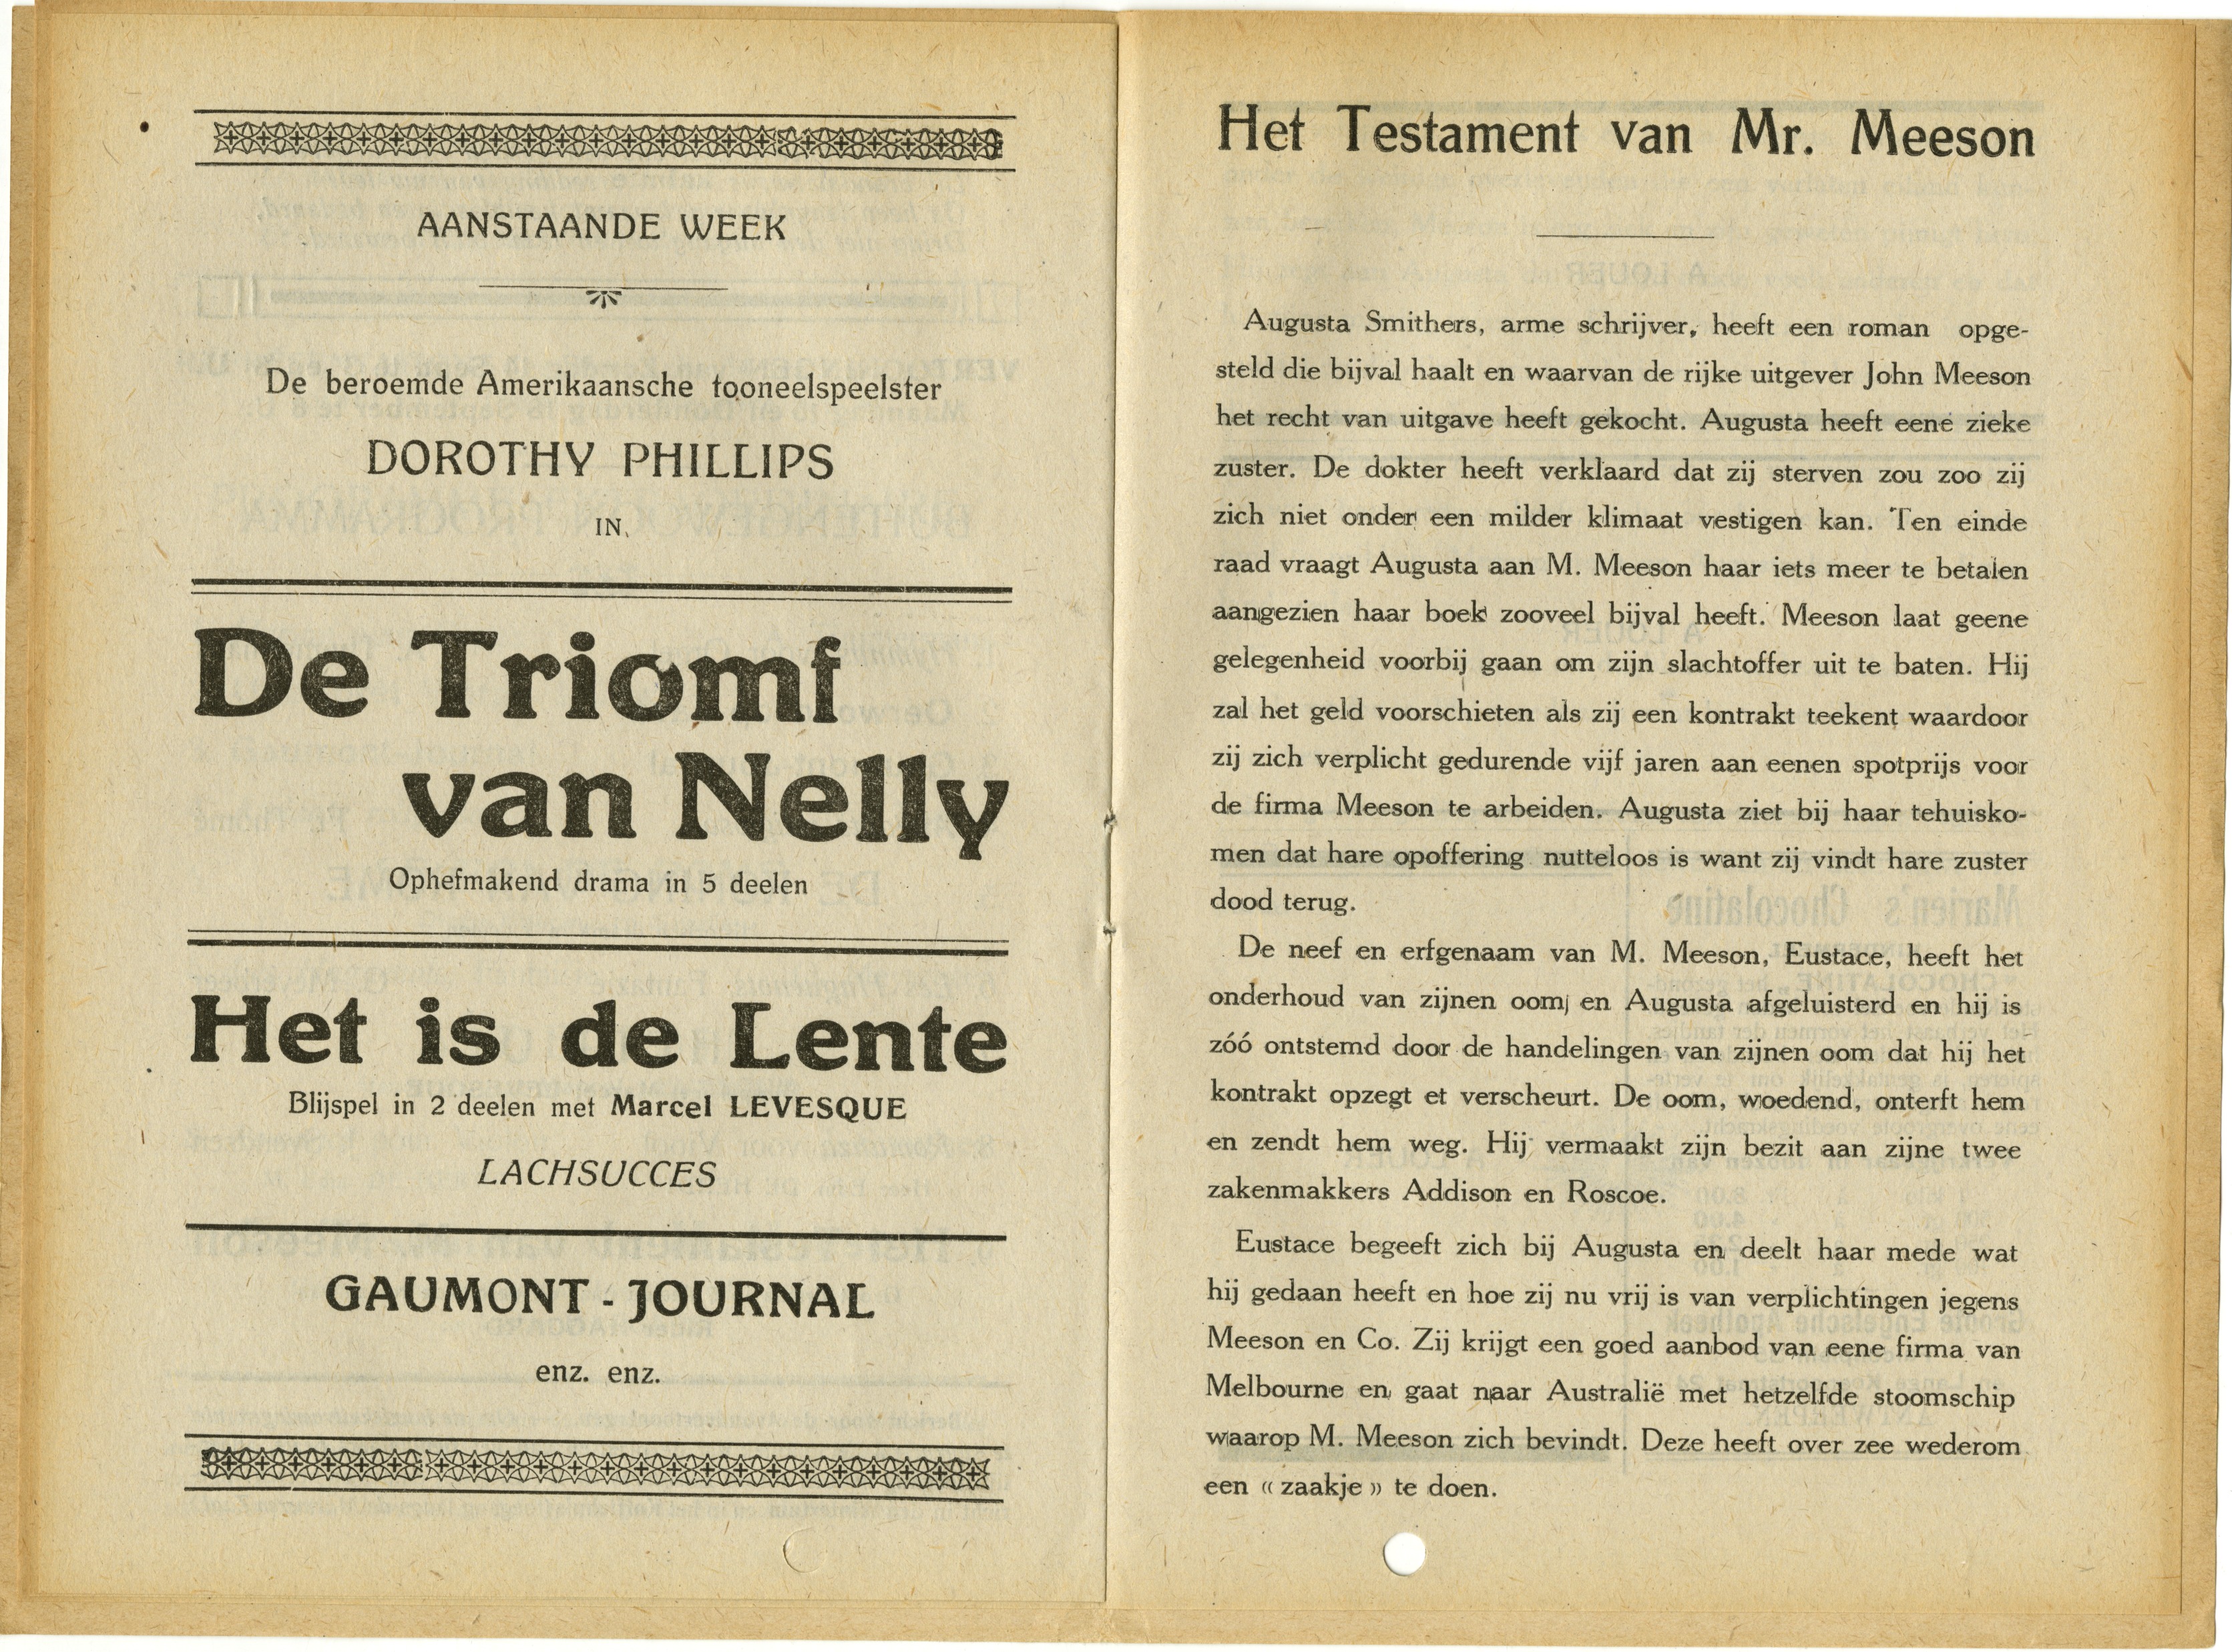 AANSTAANDE WEEK
De beroemde Amerikaansche tooneelspeelster
DOROTHY PHILLIPS
IN
De Triomf
van Nelly
Ophefmakend drama in 5 deelen
Het is de Lente
Blijspel in 2 deelen met Marcel LEVESQUE
LACHSUCCES
GAUMONT - JOURNAL
enz. enz.
Het Testament van Mr. Meeson
Augusta Smithers, arme schrijver, heeft een roman opge-
steld die bijval haalt en waarvan de rijke uitgever John Meeson
het recht van uitgave heeft gekocht. Augusta heeft eene zieke
zuster. De dokter heeft verklaard dat zij sterven zou zoo zij
zich niet onder een milder klimaat vestigen kan. Ten einde
raad vraagt Augusta aan M. Meeson haar iets meer te betalen
aangezien haar boek zooveel bijval heeft. Meeson laat geene
gelegenheid voorbij gaan om zijn slachtoffer uit te baten. Hij
zal het geld voorschieten als zij een kontrakt teekent waardoor
zij zich verplicht gedurende vijf jaren aan eenen spotprijs voor
de firma Meeson te arbeiden. Augusta ziet bij haar tehuisko-
men dat hare opoffering nutteloos is want zij vindt hare zuster
dood terug.
De neef en erfgenaam van M. Meeson, Eustace, heeft het
onderhoud van zijnen oom en Augusta afgeluisterd en hij is
zóó ontstemd door de handelingen van zijnen oom dat hij het
kontrakt opzegt et verscheurt. De oom, woedend, onterft hem
en zendt hem weg. Hij vermaakt zijn bezit aan zijne twee
zakenmakkers Addison en Roscoe.
Eustace begeeft zich bij Augusta en deelt haar mede wat
hij gedaan heeft en hoe zij nu vrij is van verplichtingen jegens
Meeson en Co. Zij krijgt een goed aanbod van eene firma van
Melbourne en gaat naar Australië met hetzelfde stoomschip
waarop M. Meeson zich bevindt. Deze heeft over zee wederom
een « zaakje » te doen.